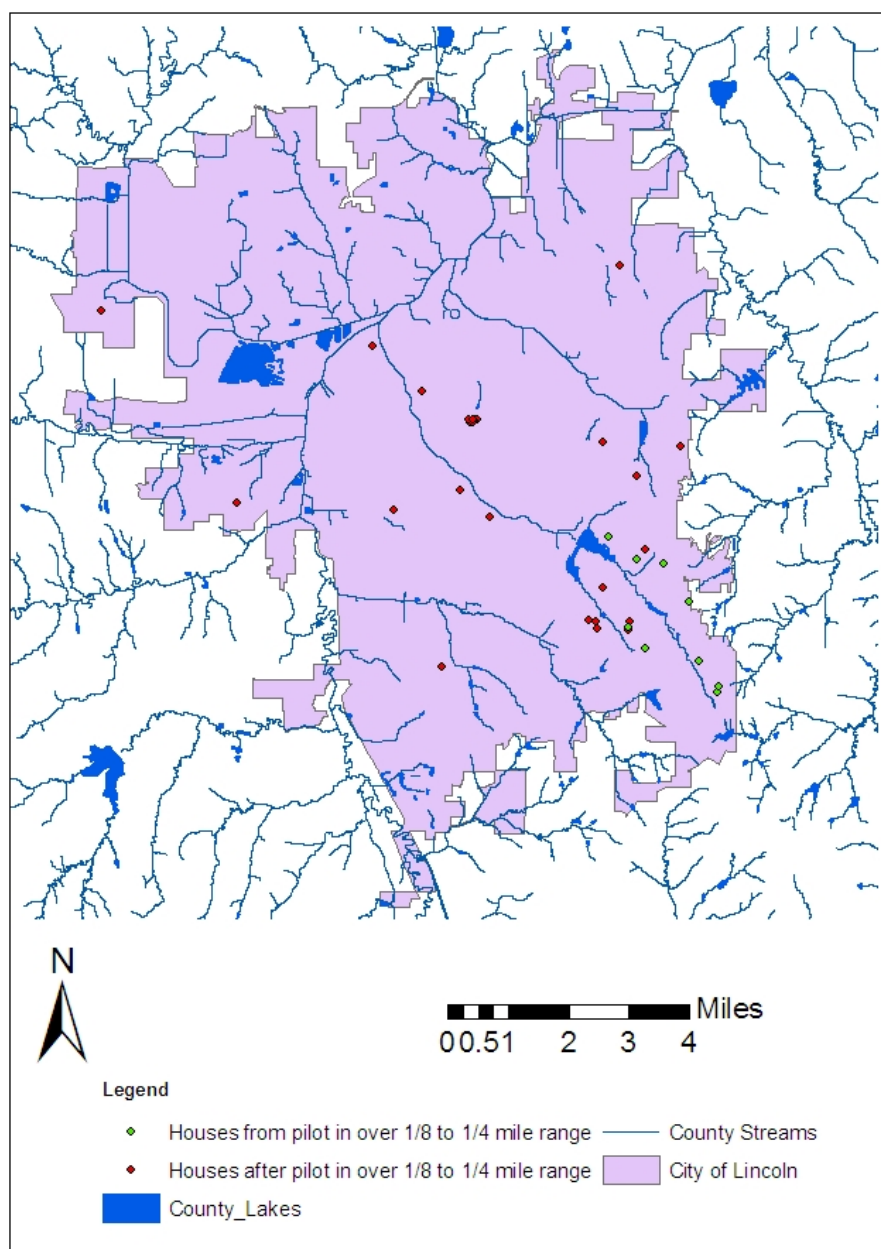 N
Miles
0 0.5 1 2 3 4
Legend
Houses from pilot in over 1/8 to 1/4 mile range
County Streams
Houses after pilot in over 1/8 to 1/4 mile range
City of Lincoln
County_Lakes